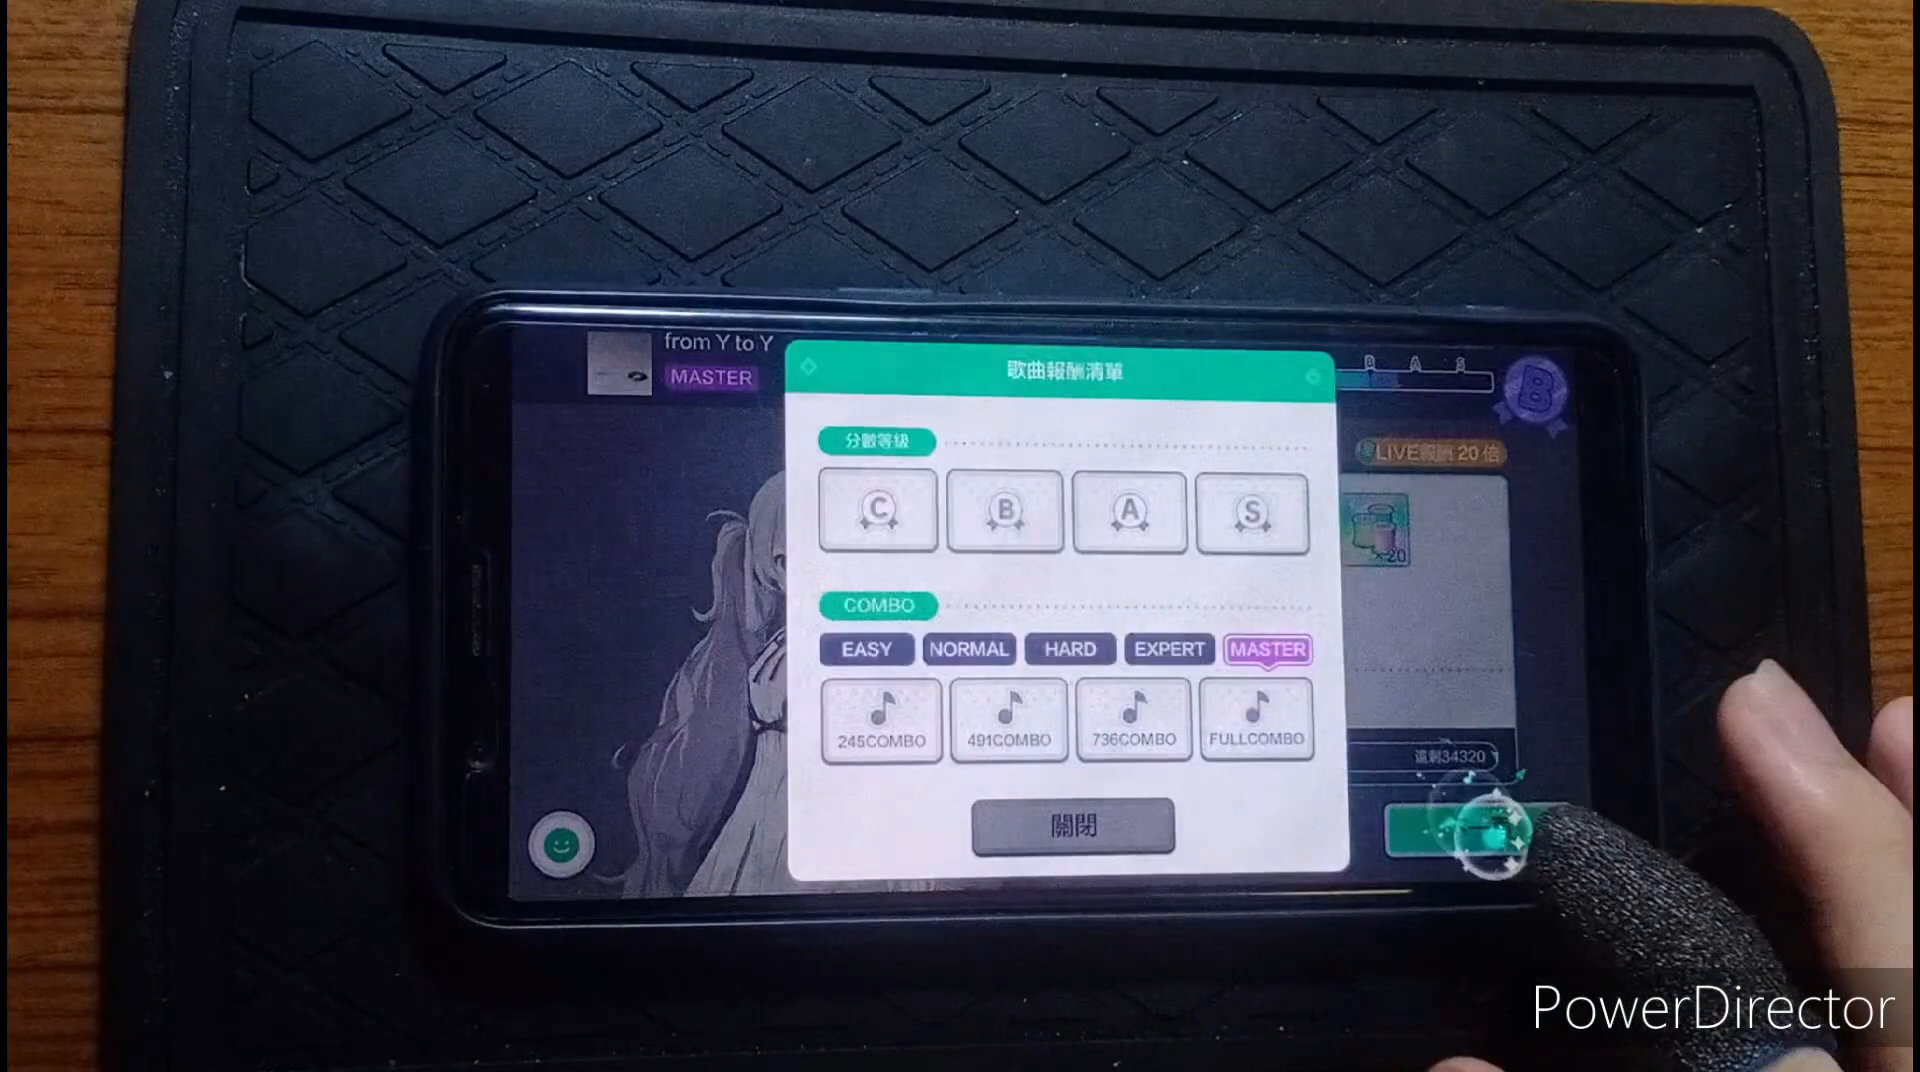 from Y to Y
MASTER
歌曲報酬清單
B A S
B
分數等級
LIVE報酬 20 倍
C B A S
×20
COMBO
EASY NORMAL HARD EXPERT MASTER
245COMBO 491COMBO 736COMBO FULLCOMBO
還剩34320
關閉
PowerDirector